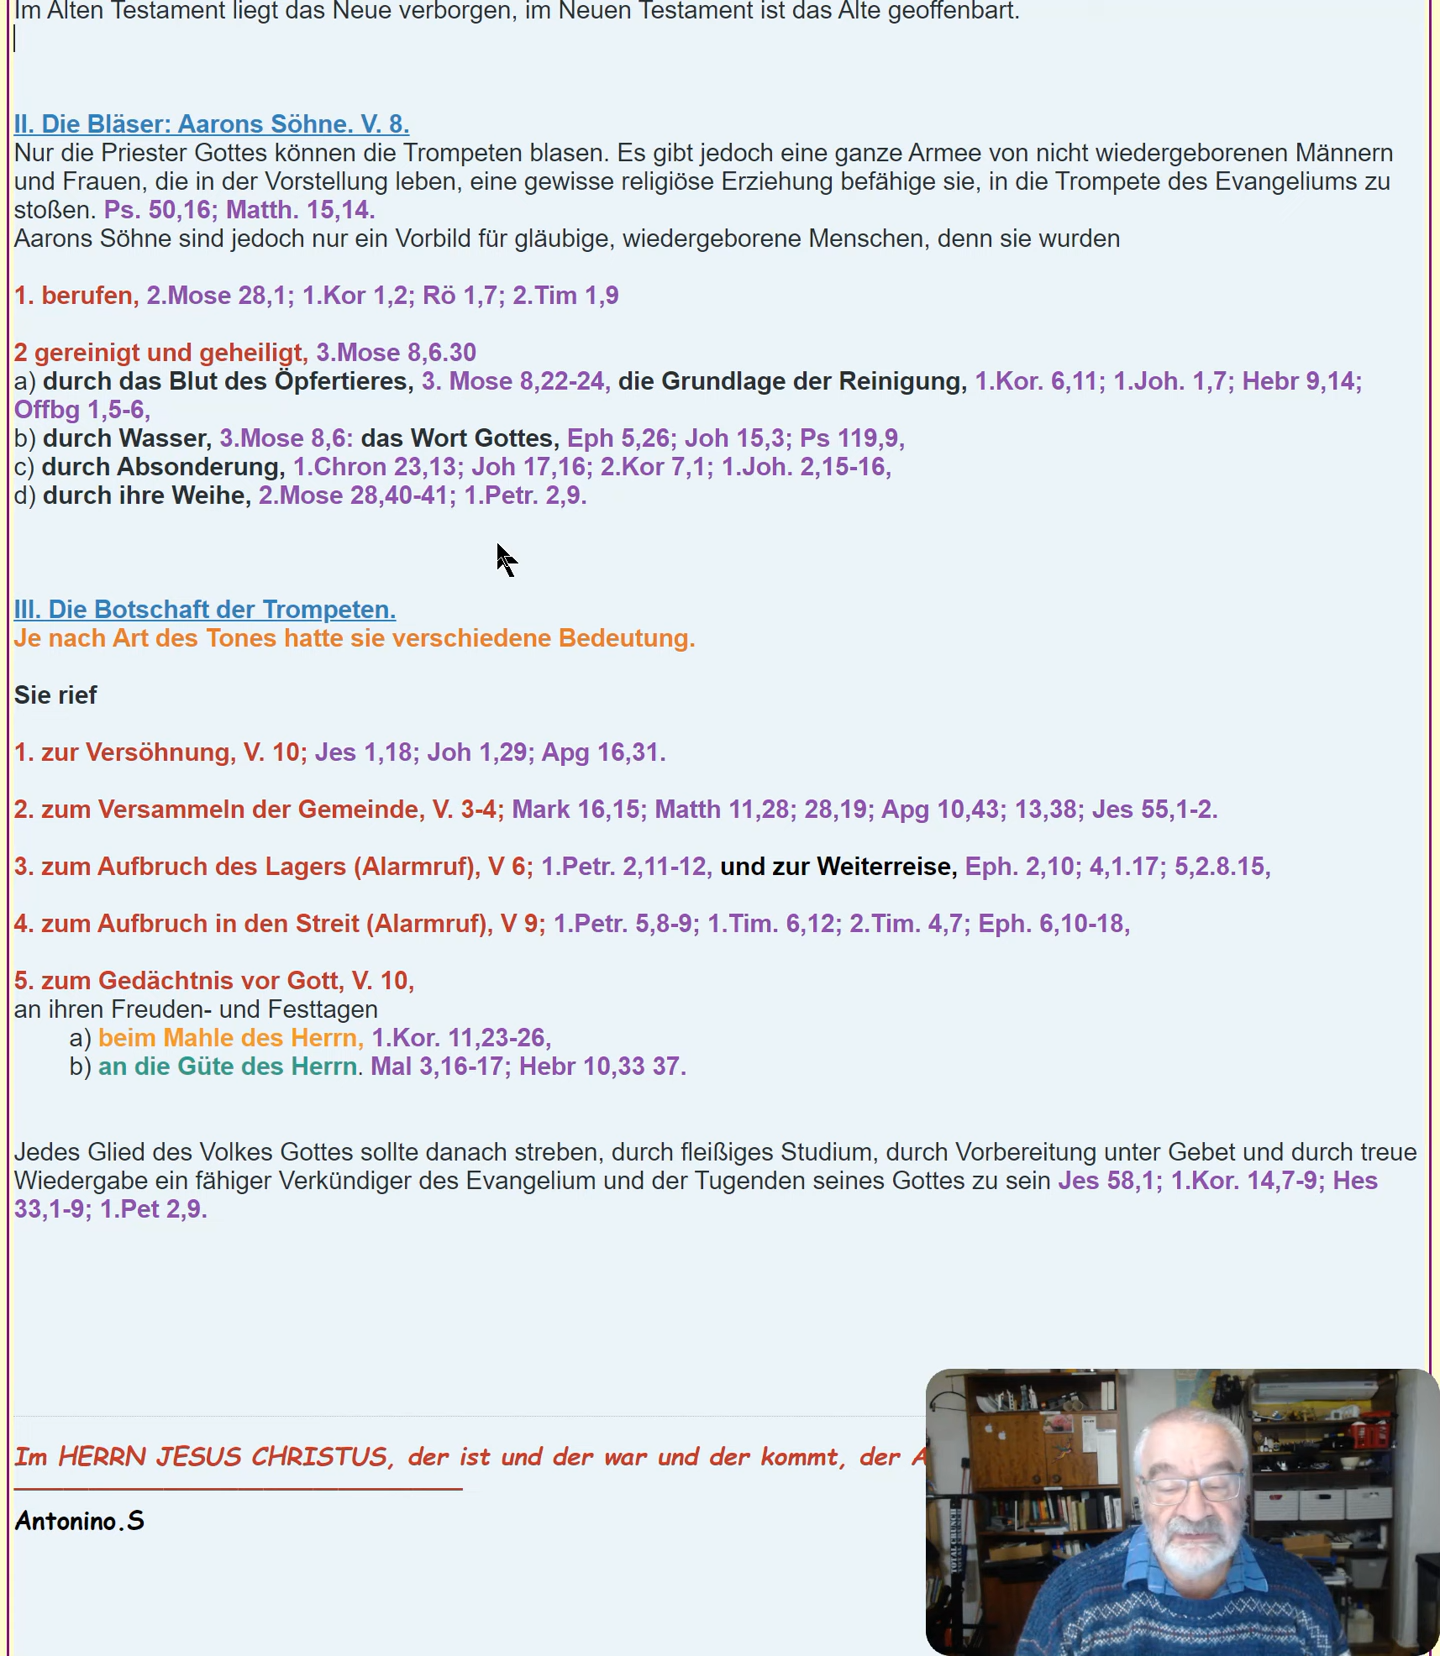 Im Alten Testament liegt das Neue verborgen, im Neuen Testament ist das Alte geoffenbart.
II. Die Bläser: Aarons Söhne. V. 8.
Nur die Priester Gottes können die Trompeten blasen. Es gibt jedoch eine ganze Armee von nicht wiedergeborenen Männern
und Frauen, die in der Vorstellung leben, eine gewisse religiöse Erziehung befähige sie, in die Trompete des Evangeliums zu
stoßen. Ps. 50,16; Matth. 15,14.
Aarons Söhne sind jedoch nur ein Vorbild für gläubige, wiedergeborene Menschen, denn sie wurden
1. berufen, 2.Mose 28,1; 1.Kor 1,2; Rö 1,7; 2.Tim 1,9
2 gereinigt und geheiligt, 3.Mose 8,6.30
a) durch das Blut des Öpfertieres, 3. Mose 8,22-24, die Grundlage der Reinigung, 1.Kor. 6,11; 1.Joh. 1,7; Hebr 9,14;
Offbg 1,5-6,
b) durch Wasser, 3.Mose 8,6: das Wort Gottes, Eph 5,26; Joh 15,3; Ps 119,9,
c) durch Absonderung, 1.Chron 23,13; Joh 17,16; 2.Kor 7,1; 1.Joh. 2,15-16,
d) durch ihre Weihe, 2.Mose 28,40-41; 1.Petr. 2,9.
III. Die Botschaft der Trompeten.
Je nach Art des Tones hatte sie verschiedene Bedeutung.
Sie rief
1. zur Versöhnung, V. 10; Jes 1,18; Joh 1,29; Apg 16,31.
2. zum Versammeln der Gemeinde, V. 3-4; Mark 16,15; Matth 11,28; 28,19; Apg 10,43; 13,38; Jes 55,1-2.
3. zum Aufbruch des Lagers (Alarmruf), V 6; 1.Petr. 2,11-12, und zur Weiterreise, Eph. 2,10; 4,1.17; 5,2.8.15,
4. zum Aufbruch in den Streit (Alarmruf), V 9; 1.Petr. 5,8-9; 1.Tim. 6,12; 2.Tim. 4,7; Eph. 6,10-18,
5. zum Gedächtnis vor Gott, V. 10,
an ihren Freuden- und Festtagen
a) beim Mahle des Herrn, 1.Kor. 11,23-26,
b) an die Güte des Herrn. Mal 3,16-17; Hebr 10,33 37.
Jedes Glied des Volkes Gottes sollte danach streben, durch fleißiges Studium, durch Vorbereitung unter Gebet und durch treue
Wiedergabe ein fähiger Verkündiger des Evangelium und der Tugenden seines Gottes zu sein Jes 58,1; 1.Kor. 14,7-9; Hes
33,1-9; 1.Pet 2,9.
Im HERRN JESUS CHRISTUS, der ist und der war und der kommt, der A
Antonino.S